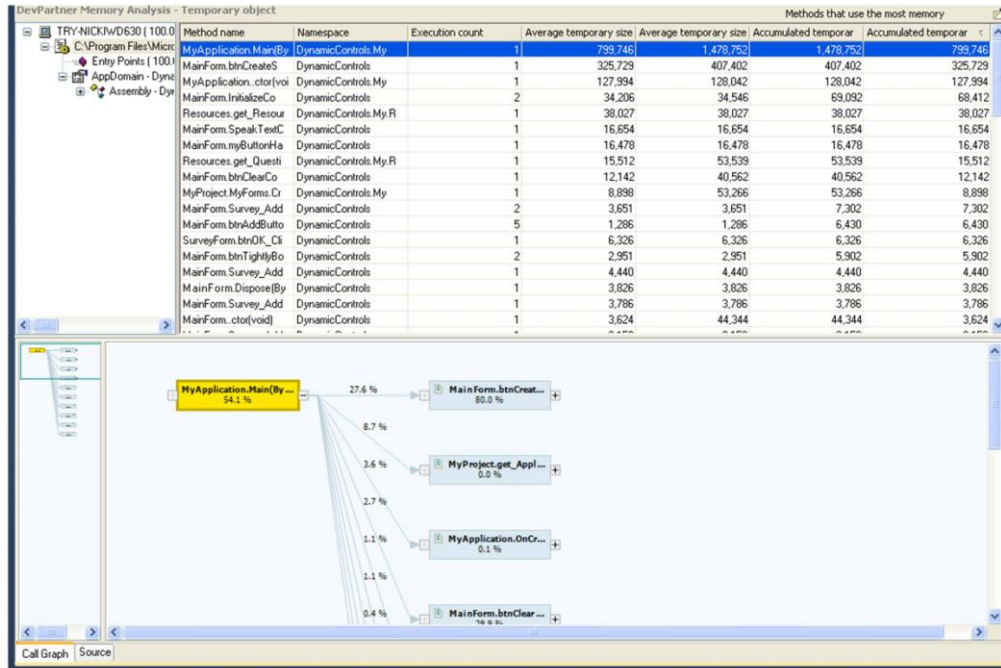 DevPartner Memory Analysis - Temporary object
Methods that use the most memory
TRY-NICKIWD630 ( 100.0
C:\Program Files\Micro
Entry Points ( 100.
AppDomain - Dyna
Assembly - Dyn
Method name Namespace Execution count Average temporary size Average temporary size Accumulated temporar Accumulated temporar
MyApplication.Main(By DynamicControls.My 1 799,746 1,478,752 1,478,752 799,746
MainForm.btnCreateS DynamicControls 1 325,729 407,402 407,402 325,729
MyApplication..ctor(voi DynamicControls.My 1 127,994 128,042 128,042 127,994
MainForm.InitializeCo DynamicControls 2 34,206 34,546 69,092 68,412
Resources.get_Resour DynamicControls.My.R 1 38,027 38,027 38,027 38,027
MainForm.SpeakTextC DynamicControls 1 16,654 16,654 16,654 16,654
MainForm.myButtonHa DynamicControls 1 16,478 16,478 16,478 16,478
Resources.get_Questi DynamicControls.My.R 1 15,512 53,539 53,539 15,512
MainForm.btnClearCo DynamicControls 1 12,142 40,562 40,562 12,142
MyProject.MyForms.Cr DynamicControls.My 1 8,898 53,266 53,266 8,898
MainForm.Survey_Add DynamicControls 2 3,651 3,651 7,302 7,302
MainForm.btnAddButto DynamicControls 5 1,286 1,286 6,430 6,430
SurveyForm.btnOK_Cli DynamicControls 1 6,326 6,326 6,326 6,326
MainForm.btnTightlyBo DynamicControls 2 2,951 2,951 5,902 5,902
MainForm.Survey_Add DynamicControls 1 4,440 4,440 4,440 4,440
MainForm.Dispose(By DynamicControls 1 3,826 3,826 3,826 3,826
MainForm.Survey_Add DynamicControls 1 3,786 3,786 3,786 3,786
MainForm..ctor(void) DynamicControls 1 3,624 44,344 44,344 3,624
MyApplication.Main(By ...
54.1 %
27.6 %
MainForm.btnCreat...
80.0 %
8.7 %
3.6 %
MyProject.get_Appl...
0.0 %
2.7 %
1.1 %
MyApplication.OnCr...
0.1 %
1.1 %
0.4 %
MainForm.btnClear ...
29.9 %
Call Graph Source